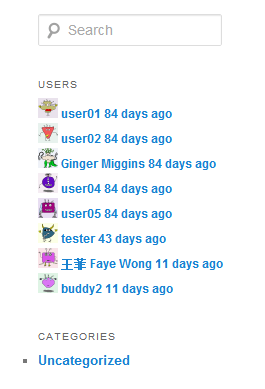 Search
USERS
user01 84 days ago
user02 84 days ago
Ginger Miggins 84 days ago
user04 84 days ago
user05 84 days ago
tester 43 days ago
王菲 Faye Wong 11 days ago
buddy2 11 days ago
CATEGORIES
Uncategorized